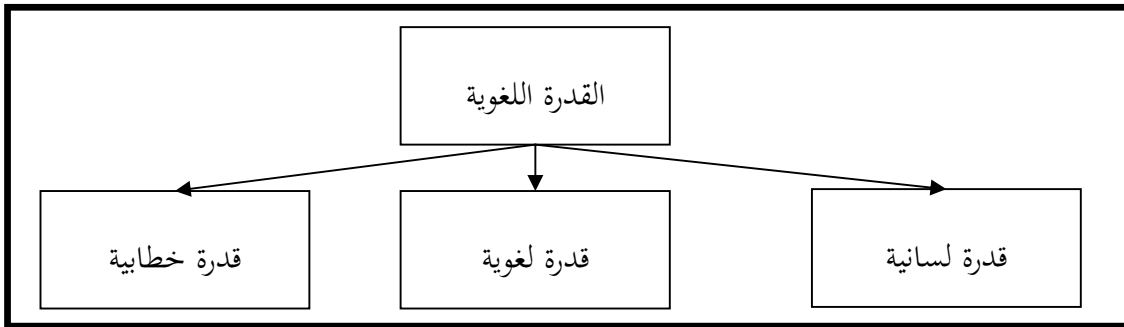 القدرة اللغوية
قدرة لسانية
قدرة لغوية
قدرة خطابية